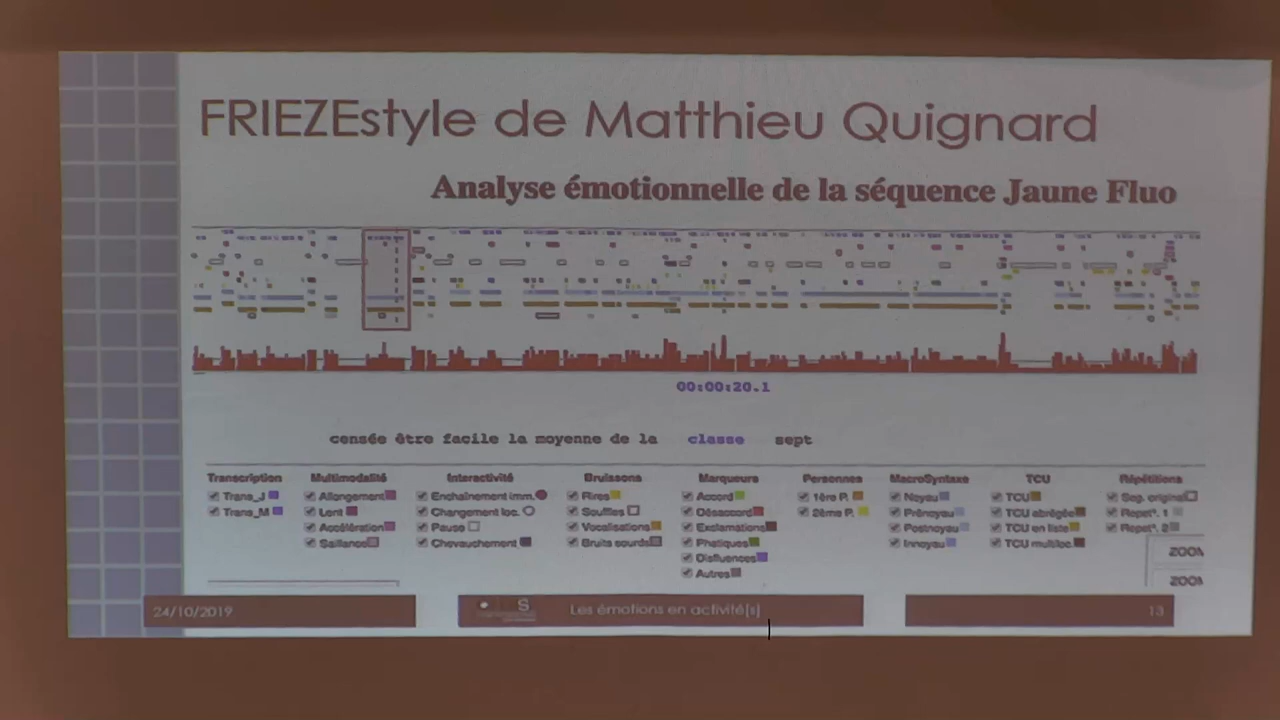 FRIEZEstyle de Matthieu Quignard
Analyse émotionnelle de la séquence Jaune Fluo
00:00:20.1
censée être facile la moyenne de la classe sept
Transcription Multimodalité Interactivité Bruissons Marqueurs Personnes MacroSyntaxe TCU Répétitions
Trans_J Allongement Enchaînement imm. Rires Accord 1ère P. Noyau TCU Seg. original
Trans_M Lent Changement loc. Souffles Désaccord 2ème P. Prénoyau TCU abrégée Repet°. 1
Accélération Pause Vocalisations Exclamations Postnoyau TCU en liste Repet°. 2
Saillance Chevauchement Bruits sourds Phatiques Innoyau TCU multiloc.
Disfluences
Autres
ZOOM
ZOOM
24/10/2019 S Les émotions en activité(s) 13